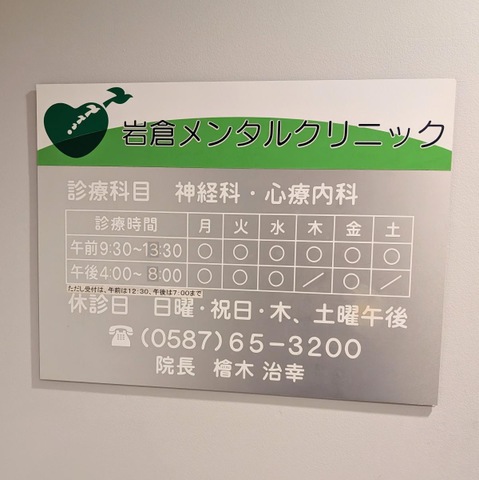 岩倉メンタルクリニック
診療科目 神経科・心療内科
診療時間 月 火 水 木 金 土
午前9:30~13:30 ○ ○ ○ ○ ○ ○
午後4:00~8:00 ○ ○ ○ / ○ /
ただし受付は、午前は12:30、午後は7:00まで
休診日 日曜・祝日・木、土曜午後
☎(0587)65-3200
院長 檜木 治幸